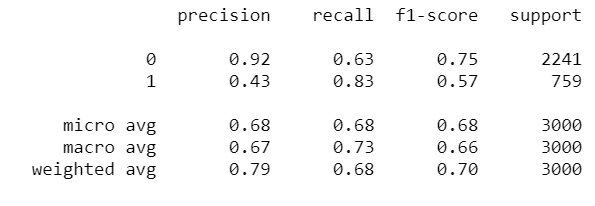 precision recall f1-score support
0 0.92 0.63 0.75 2241
1 0.43 0.83 0.57 759
micro avg 0.68 0.68 0.68 3000
macro avg 0.67 0.73 0.66 3000
weighted avg 0.79 0.68 0.70 3000